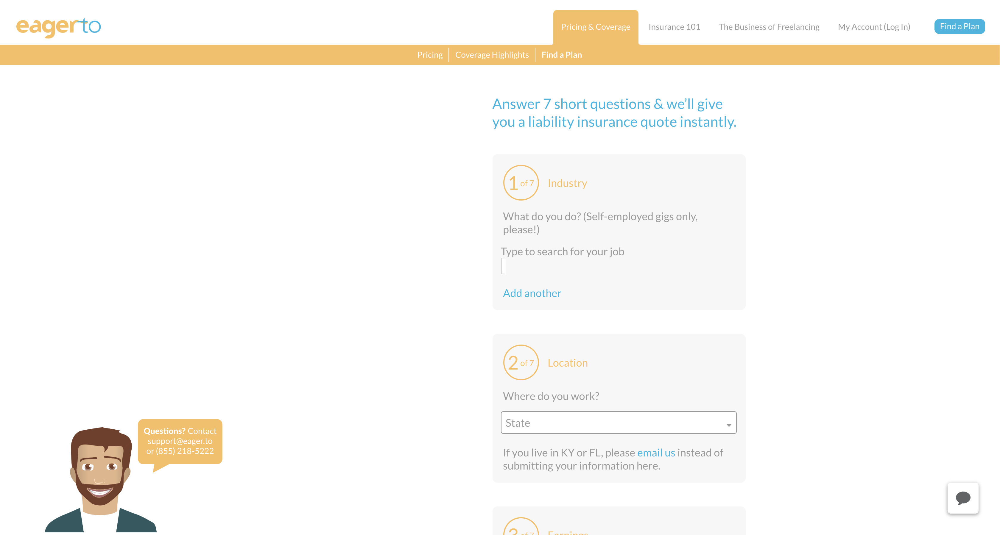 eagerto
Pricing & Coverage
Insurance 101
The Business of Freelancing
My Account (Log In)
Find a Plan
Pricing
Coverage Highlights
Find a Plan
Answer 7 short questions & we’ll give
you a liability insurance quote instantly.
1 of 7 Industry
What do you do? (Self-employed gigs only,
please!)
Type to search for your job
Add another
2 of 7 Location
Where do you work?
State
If you live in KY or FL, please email us instead of
submitting your information here.
3 of 7 Earnings
Questions? Contact
support@eager.to
or (855) 218-5222